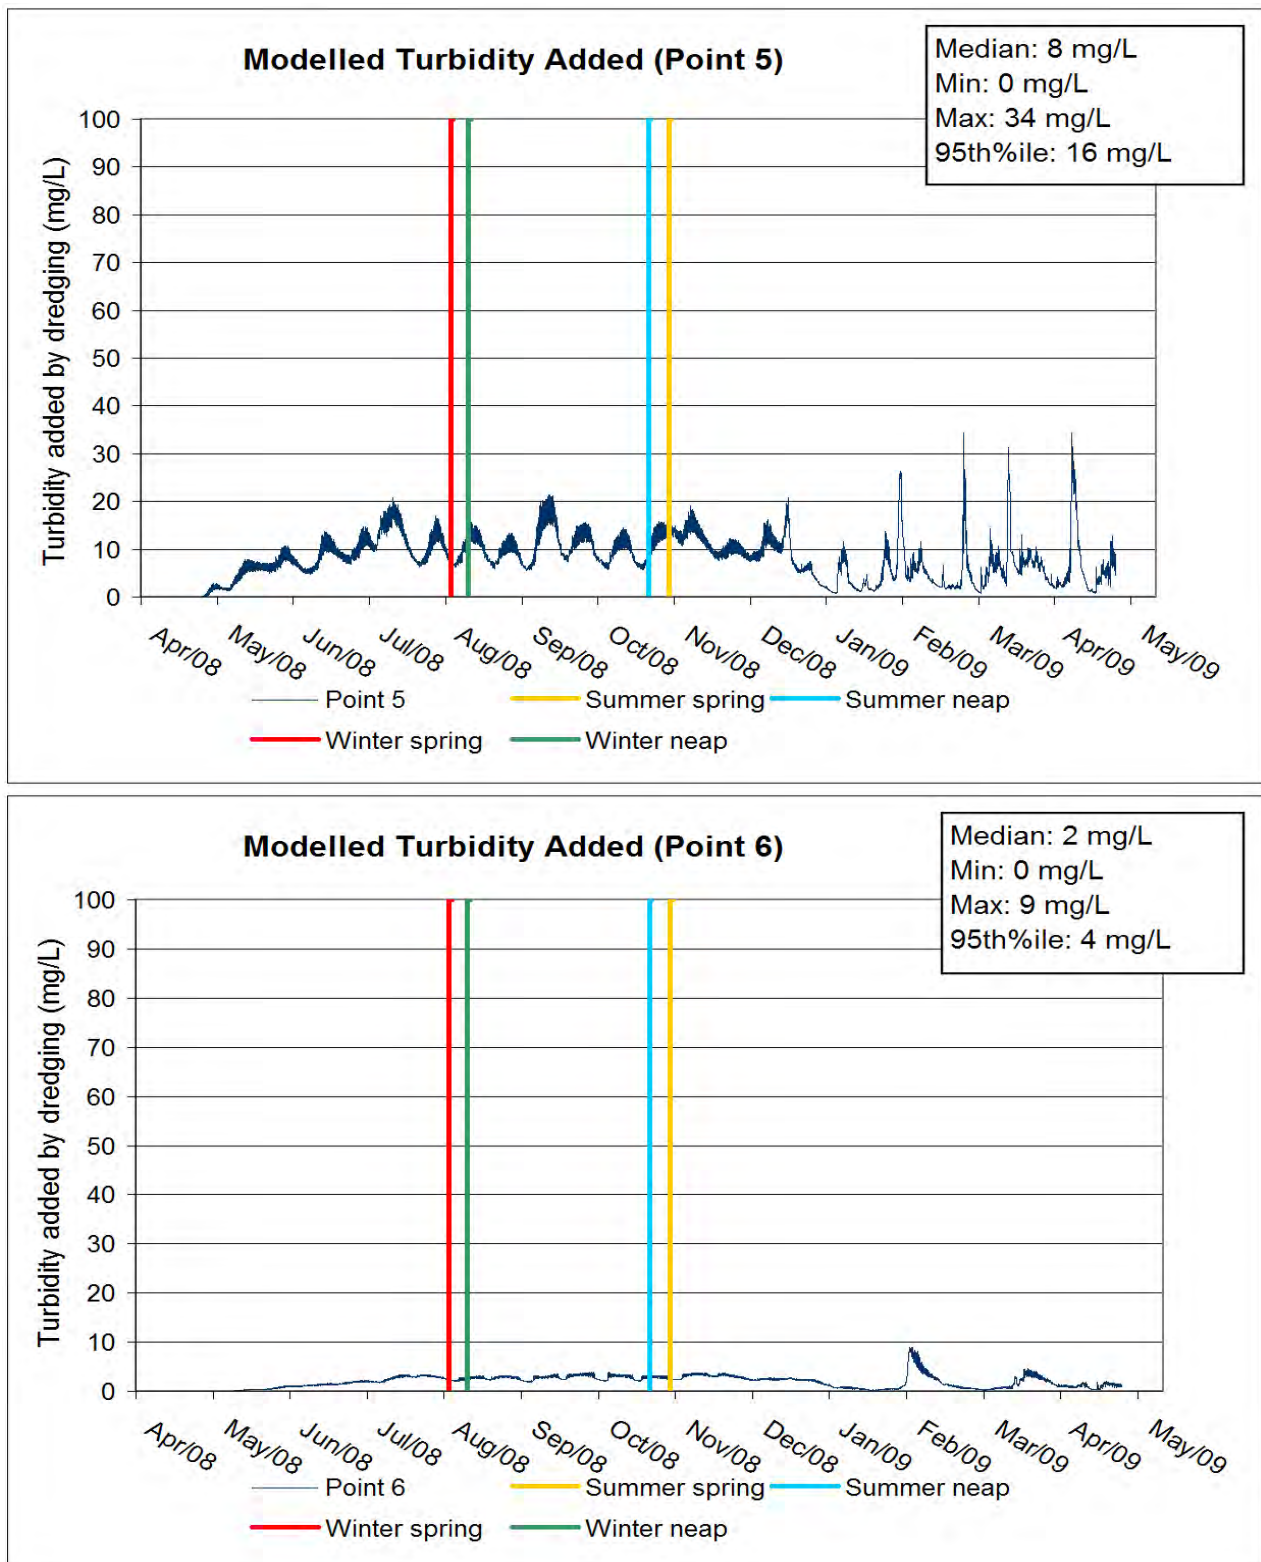 Modelled Turbidity Added (Point 5)
Median: 8 mg/L
Min: 0 mg/L
Max: 34 mg/L
95th%ile: 16 mg/L
Turbidity added by dredging (mg/L)
100
90
80
70
60
50
40
30
20
10
0
Apr/08
May/08
Jun/08
Jul/08
Aug/08
Sep/08
Oct/08
Nov/08
Dec/08
Jan/09
Feb/09
Mar/09
Apr/09
May/09
Point 5
Summer spring
Summer neap
Winter spring
Winter neap
Modelled Turbidity Added (Point 6)
Median: 2 mg/L
Min: 0 mg/L
Max: 9 mg/L
95th%ile: 4 mg/L
Turbidity added by dredging (mg/L)
100
90
80
70
60
50
40
30
20
10
0
Apr/08
May/08
Jun/08
Jul/08
Aug/08
Sep/08
Oct/08
Nov/08
Dec/08
Jan/09
Feb/09
Mar/09
Apr/09
May/09
Point 6
Summer spring
Summer neap
Winter spring
Winter neap